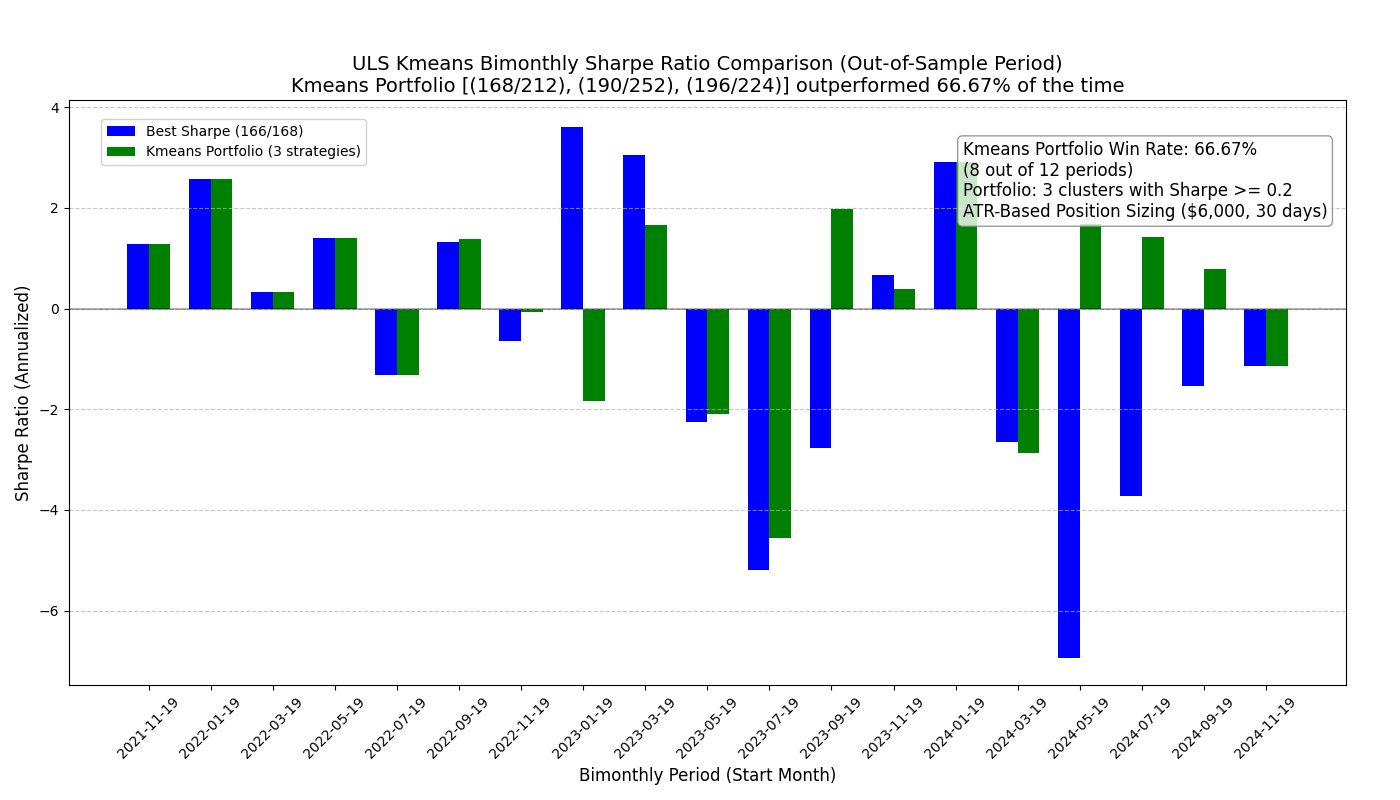 ULS Kmeans Bimonthly Sharpe Ratio Comparison (Out-of-Sample Period)
Kmeans Portfolio [(168/212), (190/252), (196/224)] outperformed 66.67% of the time
Best Sharpe (166/168)
Kmeans Portfolio (3 strategies)
Kmeans Portfolio Win Rate: 66.67%
(8 out of 12 periods)
Portfolio: 3 clusters with Sharpe >= 0.2
ATR-Based Position Sizing ($6,000, 30 days)
Sharpe Ratio (Annualized)
4
2
0
−2
−4
−6
2021-11-19
2022-01-19
2022-03-19
2022-05-19
2022-07-19
2022-09-19
2022-11-19
2023-01-19
2023-03-19
2023-05-19
2023-07-19
2023-09-19
2023-11-19
2024-01-19
2024-03-19
2024-05-19
2024-07-19
2024-09-19
2024-11-19
Bimonthly Period (Start Month)